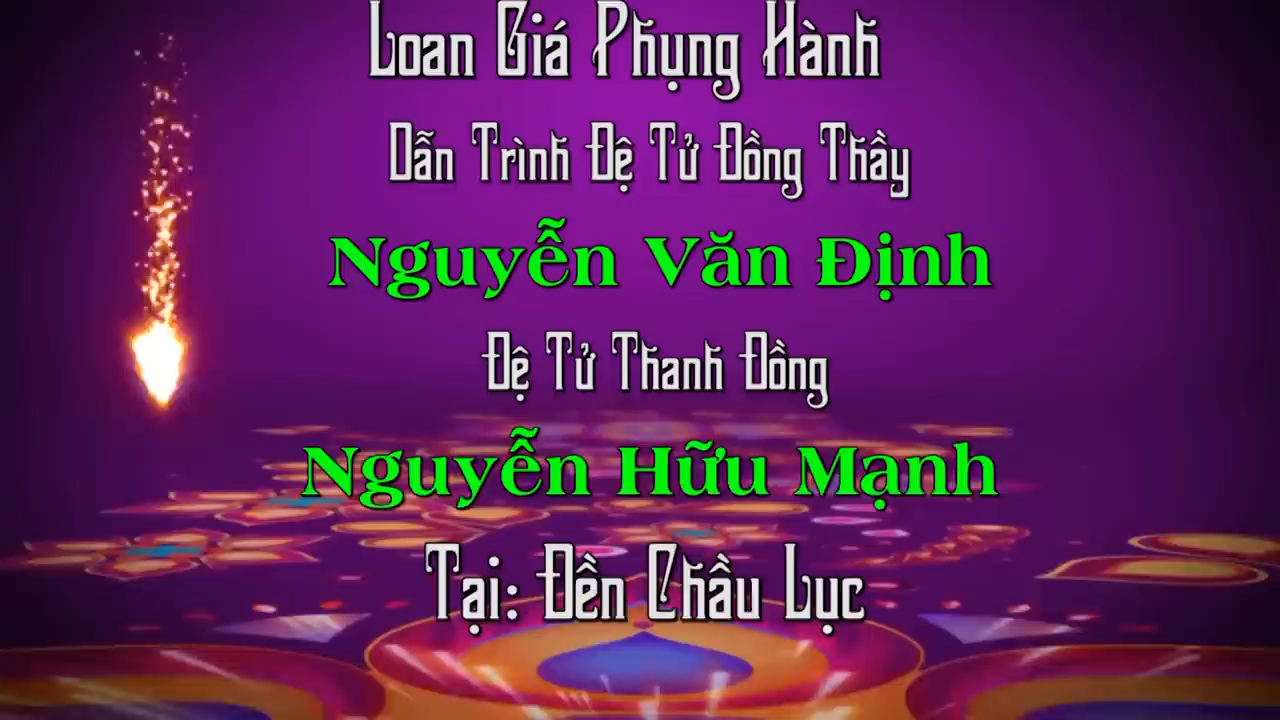 Loan Giá Phụng Hành
Dẫn Trình Đệ Tử Đồng Thầy
Nguyễn Văn Định
Đệ Tử Thanh Đồng
Nguyễn Hữu Mạnh
Tại: Đền Chầu Lục